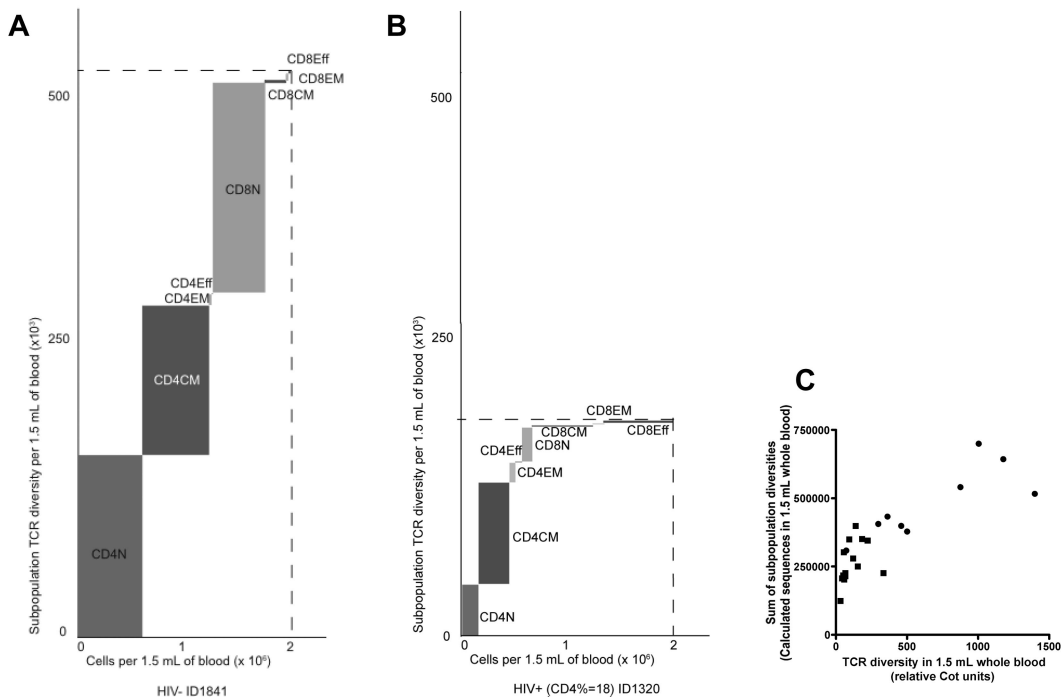 A
Subpopulation TCR diversity per 1.5 mL of blood (x10³)
500
250
0
CD8Eff
CD8EM
CD8CM
CD8N
CD4Eff
CD4EM
CD4CM
CD4N
0
1
2
Cells per 1.5 mL of blood (x 10⁶)
HIV- ID1841
B
Subpopulation TCR diversity per 1.5 mL of blood (x10³)
500
250
0
CD8EM
CD8Eff
CD8CM
CD8N
CD4Eff
CD4EM
CD4CM
CD4N
0
1
2
Cells per 1.5 mL of blood (x 10⁶)
HIV+ (CD4%=18) ID1320
C
Sum of subpopulation diversities
(Calculated sequences in 1.5 mL whole blood)
750000
500000
250000
0
0
500
1000
1500
TCR diversity in 1.5 mL whole blood
(relative Cot units)